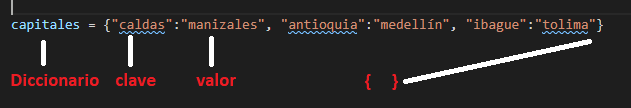 capitales = {"caldas":"manizales", "antioquia":"medellín", "ibague":"tolima"}
Diccionario clave valor { }